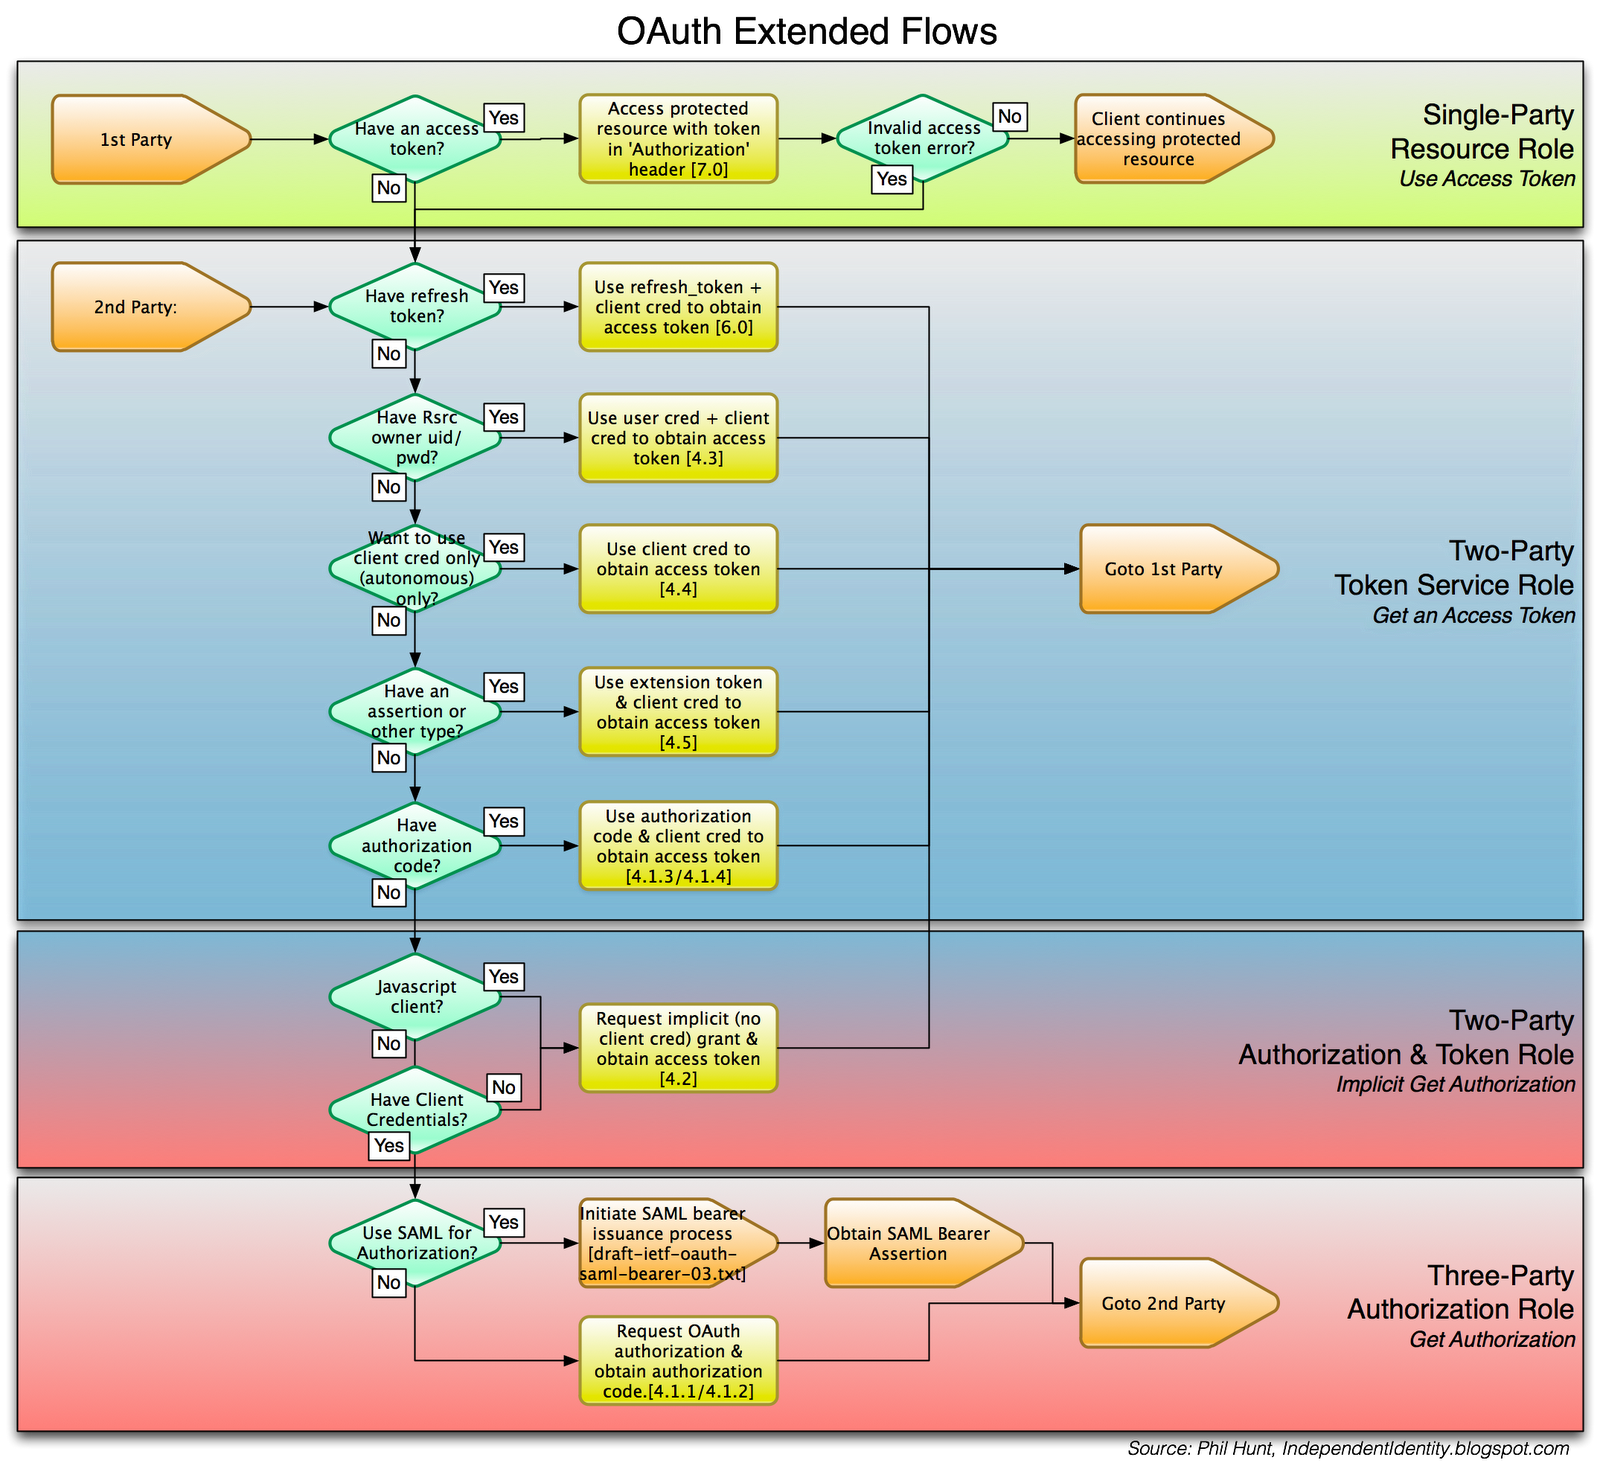 OAuth Extended Flows
1st Party
Have an access
token?
Yes
No
Access protected
resource with token
in 'Authorization'
header [7.0]
Invalid access
token error?
No
Yes
Client continues
accessing protected
resource
Single-Party
Resource Role
Use Access Token
2nd Party:
Have refresh
token?
Yes
No
Use refresh_token +
client cred to obtain
access token [6.0]
Have Rsrc
owner uid/
pwd?
Yes
No
Use user cred + client
cred to obtain access
token [4.3]
Want to use
client cred only
(autonomous)
only?
Yes
No
Use client cred to
obtain access token
[4.4]
Goto 1st Party
Two-Party
Token Service Role
Get an Access Token
Have an
assertion or
other type?
Yes
No
Use extension token
& client cred to
obtain access token
[4.5]
Have
authorization
code?
Yes
No
Use authorization
code & client cred to
obtain access token
[4.1.3/4.1.4]
Javascript
client?
Yes
No
Have Client
Credentials?
No
Yes
Request implicit (no
client cred) grant &
obtain access token
[4.2]
Two-Party
Authorization & Token Role
Implicit Get Authorization
Use SAML for
Authorization?
Yes
No
Initiate SAML bearer
issuance process
[draft-ietf-oauth-
saml-bearer-03.txt]
Obtain SAML Bearer
Assertion
Request OAuth
authorization &
obtain authorization
code.[4.1.1/4.1.2]
Goto 2nd Party
Three-Party
Authorization Role
Get Authorization
Source: Phil Hunt, IndependentIdentity.blogspot.com